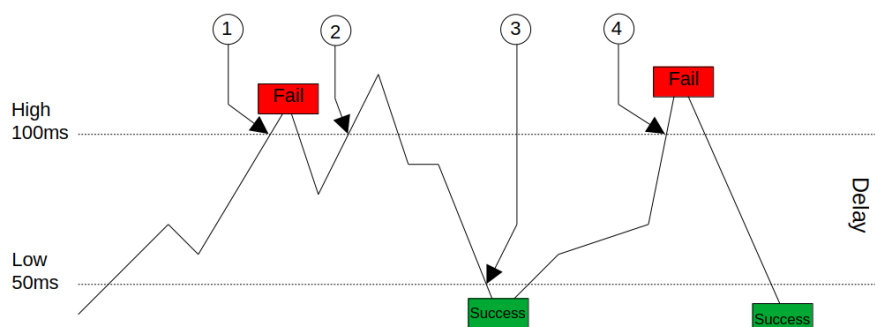 1
2
3
4
Fail
Fail
High
100ms
Delay
Low
50ms
Success
Success